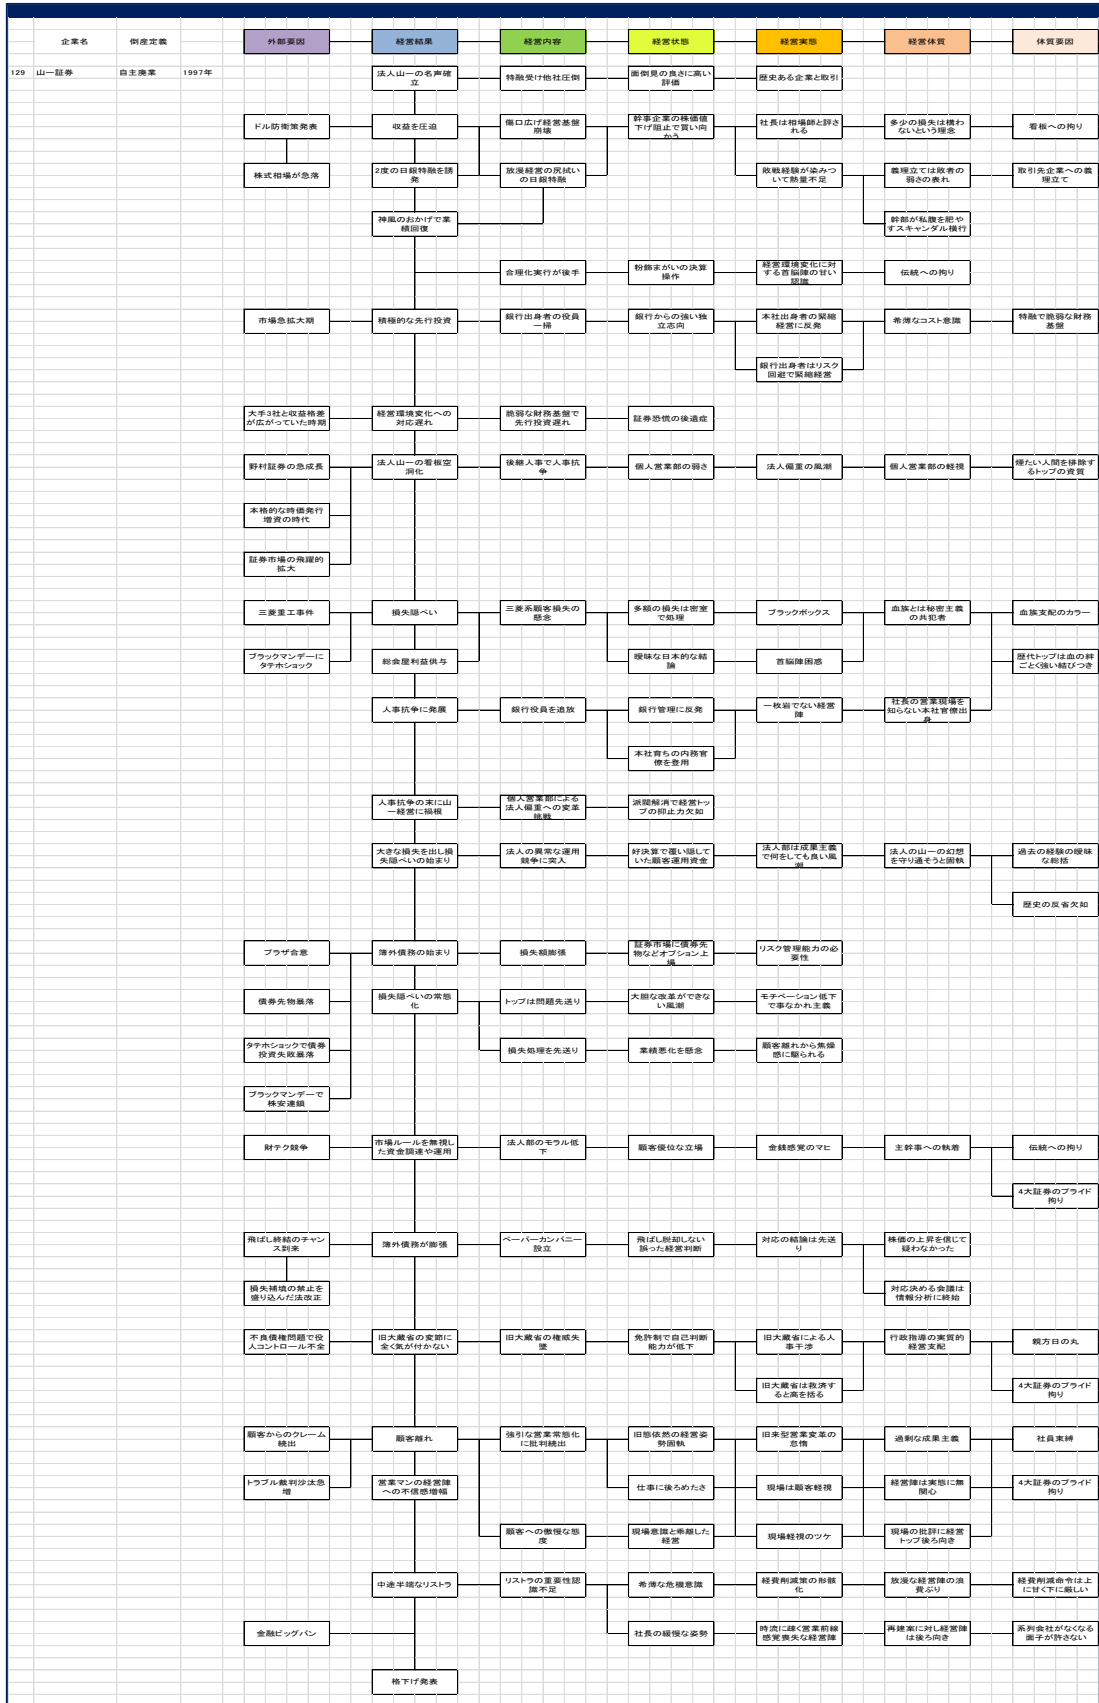 企業名 倒産定義 外部要因 経営結果 経営内容 経営状態 経営実態 経営体質 体質要因
129 山一証券 自主廃業 1997年
法人山一の名声確
立
特融受け他社圧倒
面倒見の良さに高い
評価
歴史ある企業と取引
ドル防衛策発表
収益を圧迫
傷口広げ経営基盤
崩壊
幹事企業の株価値
下げ阻止で買い向
かう
社長は相場師と評さ
れる
多少の損失は構わ
ないという理念
看板への拘り
株式相場が急落
2度の日銀特融を誘
発
放漫経営の尻拭い
の日銀特融
敗戦経験が染みつ
いて熱量不足
義理立ては敗者の
弱さの表れ
取引先企業への義
理立て
神風のおかげで業
績回復
幹部が私腹を肥や
すスキャンダル横行
合理化実行が後手
粉飾まがいの決算
操作
経営環境変化に対
する首脳陣の甘い
認識
伝統への拘り
市場急拡大期
積極的な先行投資
銀行出身者の役員
一掃
銀行からの強い独
立志向
本社出身者の緊縮
経営に反発
希薄なコスト意識
特融で脆弱な財務
基盤
銀行出身者はリスク
回避で緊縮経営
大手3社と収益格差
が広がっていた時期
経営環境変化への
対応遅れ
脆弱な財務基盤で
先行投資遅れ
証券恐慌の後遺症
野村証券の急成長
法人山一の看板空
洞化
後継人事で人事抗
争
個人営業部の弱さ
法人偏重の風潮
個人営業部の軽視
煙たい人間を排除す
るトップの資質
本格的な時価発行
増資の時代
証券市場の飛躍的
拡大
三菱重工事件
損失隠ぺい
三菱系顧客損失の
懸念
多額の損失は密室
で処理
ブラックボックス
血族とは秘密主義
の共犯者
血族支配のカラー
ブラックマンデーに
タテホショック
総会屋利益供与
曖昧な日本的な結
論
首脳陣困惑
歴代トップは血の絆
ごとく強い結びつき
人事抗争に発展
銀行役員を追放
銀行管理に反発
一枚岩でない経営
陣
社長の営業現場を
知らない本社官僚出
身
本社育ちの内務官
僚を登用
人事抗争の末に山
一経営に禍根
個人営業部による
法人偏重への変革
挑戦
派閥解消で経営トッ
プの抑止力欠如
大きな損失を出し損
失隠ぺいの始まり
法人の異常な運用
競争に突入
好決算で覆い隠して
いた顧客運用資金
法人部は成果主義
で何をしても良い風
潮
法人の山一の幻想
を守り通そうと固執
過去の経験の曖昧
な総括
歴史の反省欠如
プラザ合意
簿外債務の始まり
損失額膨張
証券市場に債券先
物などオプション上
場
リスク管理能力の必
要性
債券先物暴落
損失隠ぺいの常態
化
トップは問題先送り
大胆な改革ができな
い風潮
モチベーション低下
で事なかれ主義
タテホショックで債券
投資失敗暴落
損失処理を先送り
業績悪化を懸念
顧客離れから焦燥
感に駆られる
ブラックマンデーで
株安連鎖
財テク競争
市場ルールを無視し
た資金調達や運用
法人部のモラル低
下
顧客優位な立場
金銭感覚のマヒ
主幹事への執着
伝統への拘り
4大証券のプライド
拘り
飛ばし終結のチャン
ス到来
簿外債務が膨張
ペーパーカンパニー
設立
飛ばし脱却しない
誤った経営判断
対応の結論は先送
り
株価の上昇を信じて
疑わなかった
損失補填の禁止を
盛り込んだ法改正
対応決める会議は
情報分析に終始
不良債権問題で役
人コントロール不全
旧大蔵省の変節に
全く気が付かない
旧大蔵省の権威失
墜
免許制で自己判断
能力が低下
旧大蔵省による人
事干渉
行政指導の実質的
経営支配
親方日の丸
旧大蔵省は救済す
ると高を括る
4大証券のプライド
拘り
顧客からのクレーム
続出
顧客離れ
強引な営業常態化
に批判続出
旧態依然の経営姿
勢固執
旧来型営業変革の
怠惰
過剰な成果主義
社員束縛
トラブル裁判沙汰急
増
営業マンの経営陣
への不信感増幅
仕事に後ろめたさ
現場は顧客軽視
経営陣は実態に無
関心
4大証券のプライド
拘り
顧客への傲慢な態
度
現場意識と乖離した
経営
現場軽視のツケ
現場の批評に経営
トップ後ろ向き
中途半端なリストラ
リストラの重要性認
識不足
希薄な危機意識
経費削減策の形骸
化
放漫な経営陣の浪
費ぶり
経費削減命令は上
に甘く下に厳しい
金融ビッグバン
社長の緩慢な姿勢
時流に疎く営業前線
感覚喪失な経営陣
再建案に対し経営陣
は後ろ向き
系列会社がなくなる
面子が許さない
格下げ発表